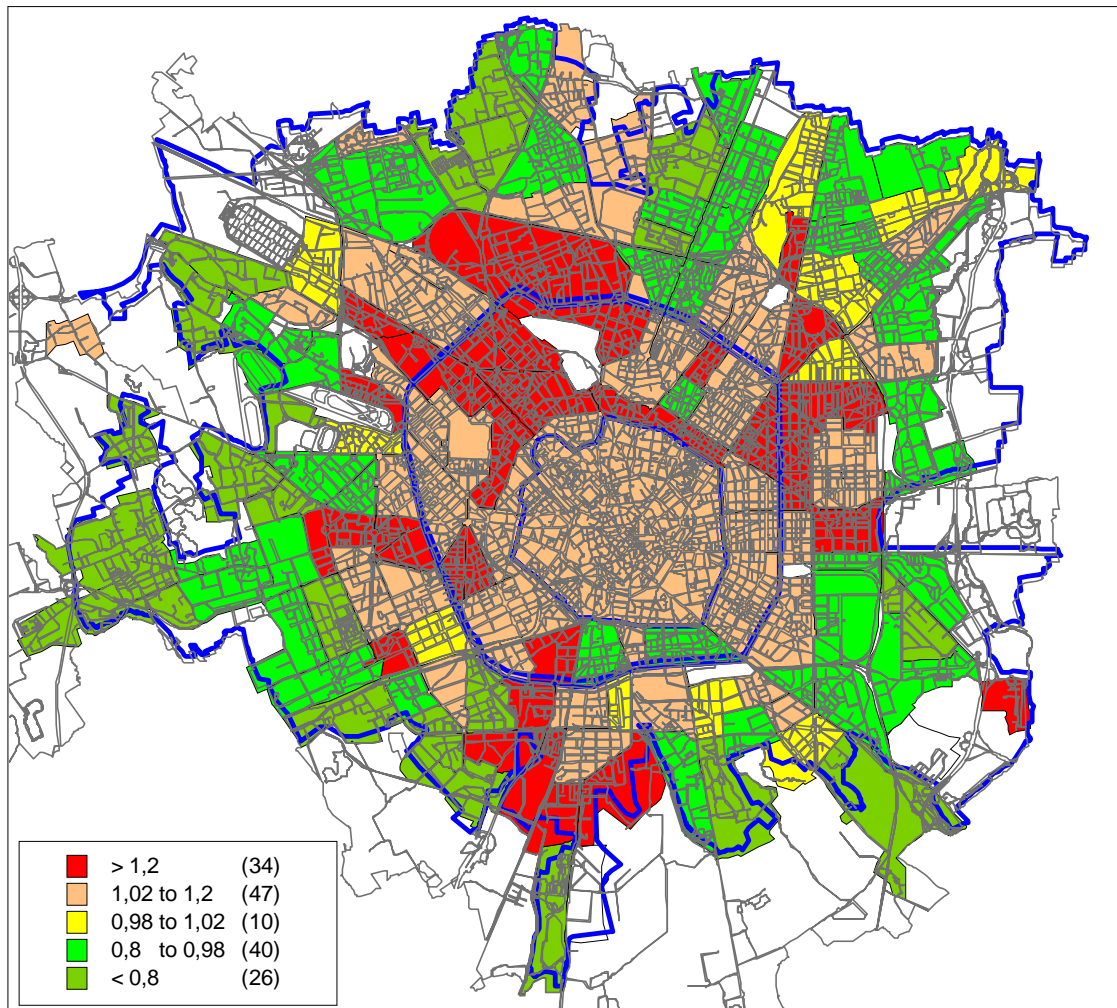 > 1,2 (34)
1,02 to 1,2 (47)
0,98 to 1,02 (10)
0,8 to 0,98 (40)
< 0,8 (26)